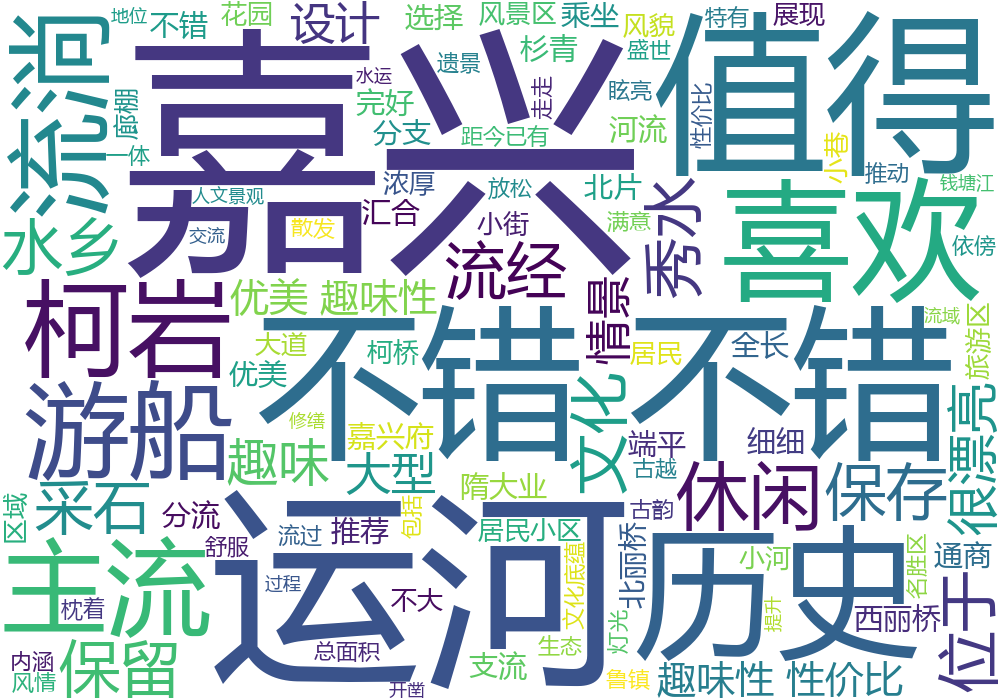 地位
不错
花园
设计
选择
风景区
乘坐
风貌
特有
展现
流淌
嘉兴
水运
遗景
杉青
盛世
值得
廊棚
完好
走走
眩亮
性价比
一体
分支
距今已有
河流
小巷
推动
钱塘江
人文景观
浓厚
放松
北片
喜欢
水乡
交流
散发
汇合
小街
满意
秀水
依傍
柯岩
优美
趣味性
流经
情景
不错
不错
流域
旅游区
大道
柯桥
居民
全长
优美
游船
修缮
嘉兴府
文化
端平
细细
很漂亮
趣味
大型
古越
采石
隋大业
休闲
保存
区域
分流
包括
古韵
流过
推荐
居民小区
舒服
运河
北丽桥
历史
小河
名胜区
通商
主流
枕着
过程
不大
文化底蕴
提升
西丽桥
位于
内涵
风情
保留
总面积
支流
生态
灯光
开凿
鲁镇
趣味性
性价比